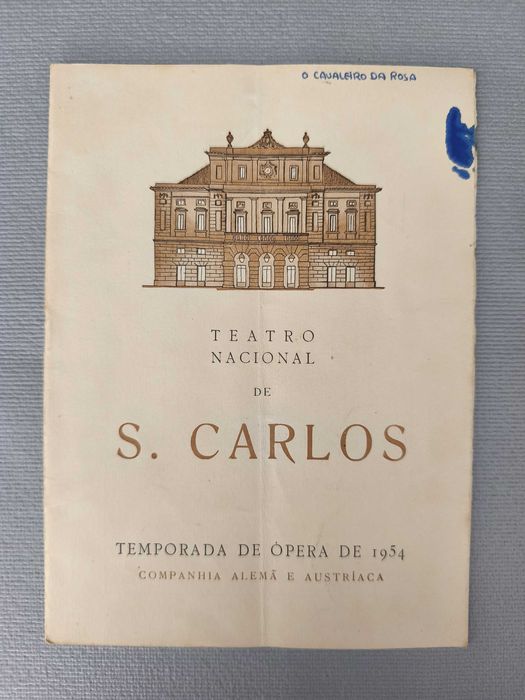 O CAVALEIRO DA ROSA
TEATRO
NACIONAL
DE
S. CARLOS
TEMPORADA DE ÓPERA DE 1954
COMPANHIA ALEMÃ E AUSTRÍACA